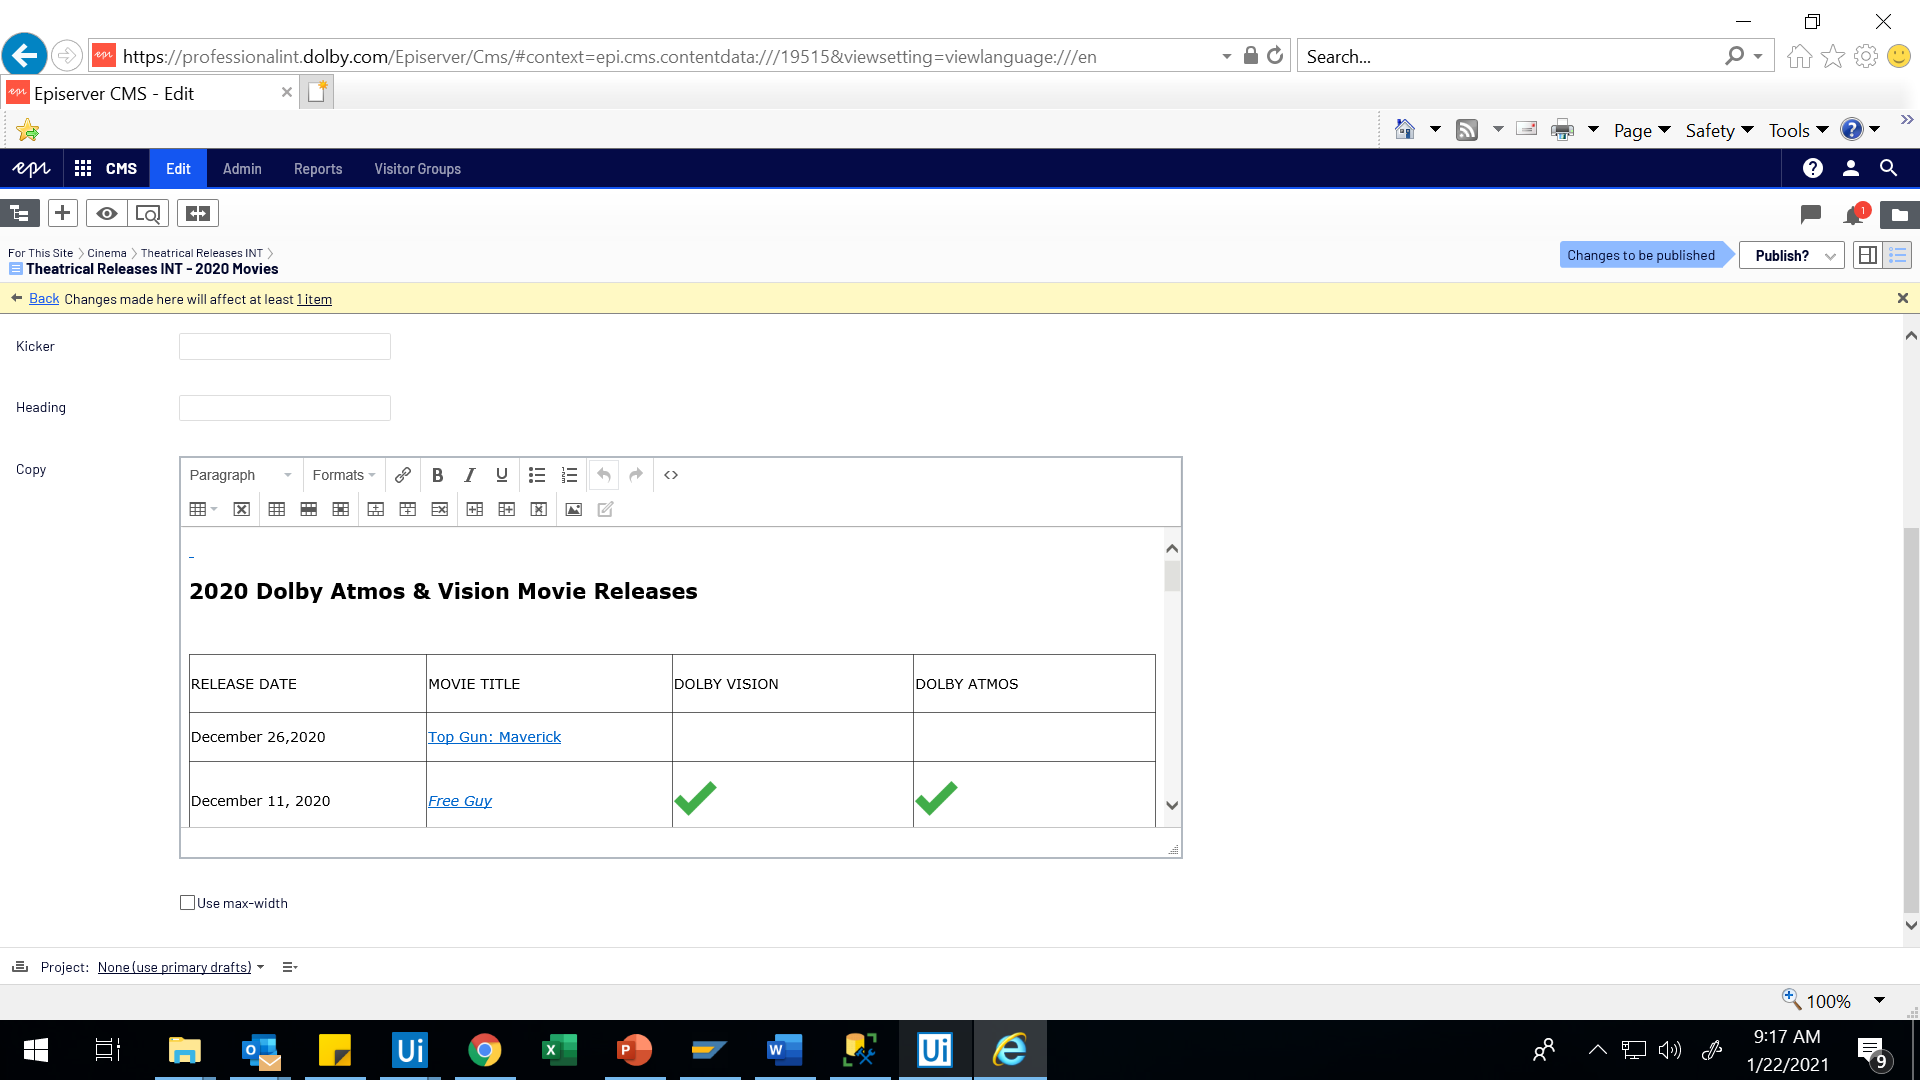 https://professionalint.dolby.com/Episerver/Cms/#context=epi.cms.contentdata:///19515&viewsetting=viewlanguage:///en
Search...
Episerver CMS - Edit
Page Safety Tools
epi CMS Edit Admin Reports Visitor Groups
1
For This Site Cinema Theatrical Releases INT
Theatrical Releases INT - 2020 Movies
Changes to be published Publish?
Back Changes made here will affect at least 1 item
Kicker
Heading
Copy
Paragraph Formats B I U
2020 Dolby Atmos & Vision Movie Releases
RELEASE DATE MOVIE TITLE DOLBY VISION DOLBY ATMOS
December 26,2020 Top Gun: Maverick
December 11, 2020 Free Guy
Use max-width
Project: None (use primary drafts)
100%
9:17 AM
1/22/2021
9